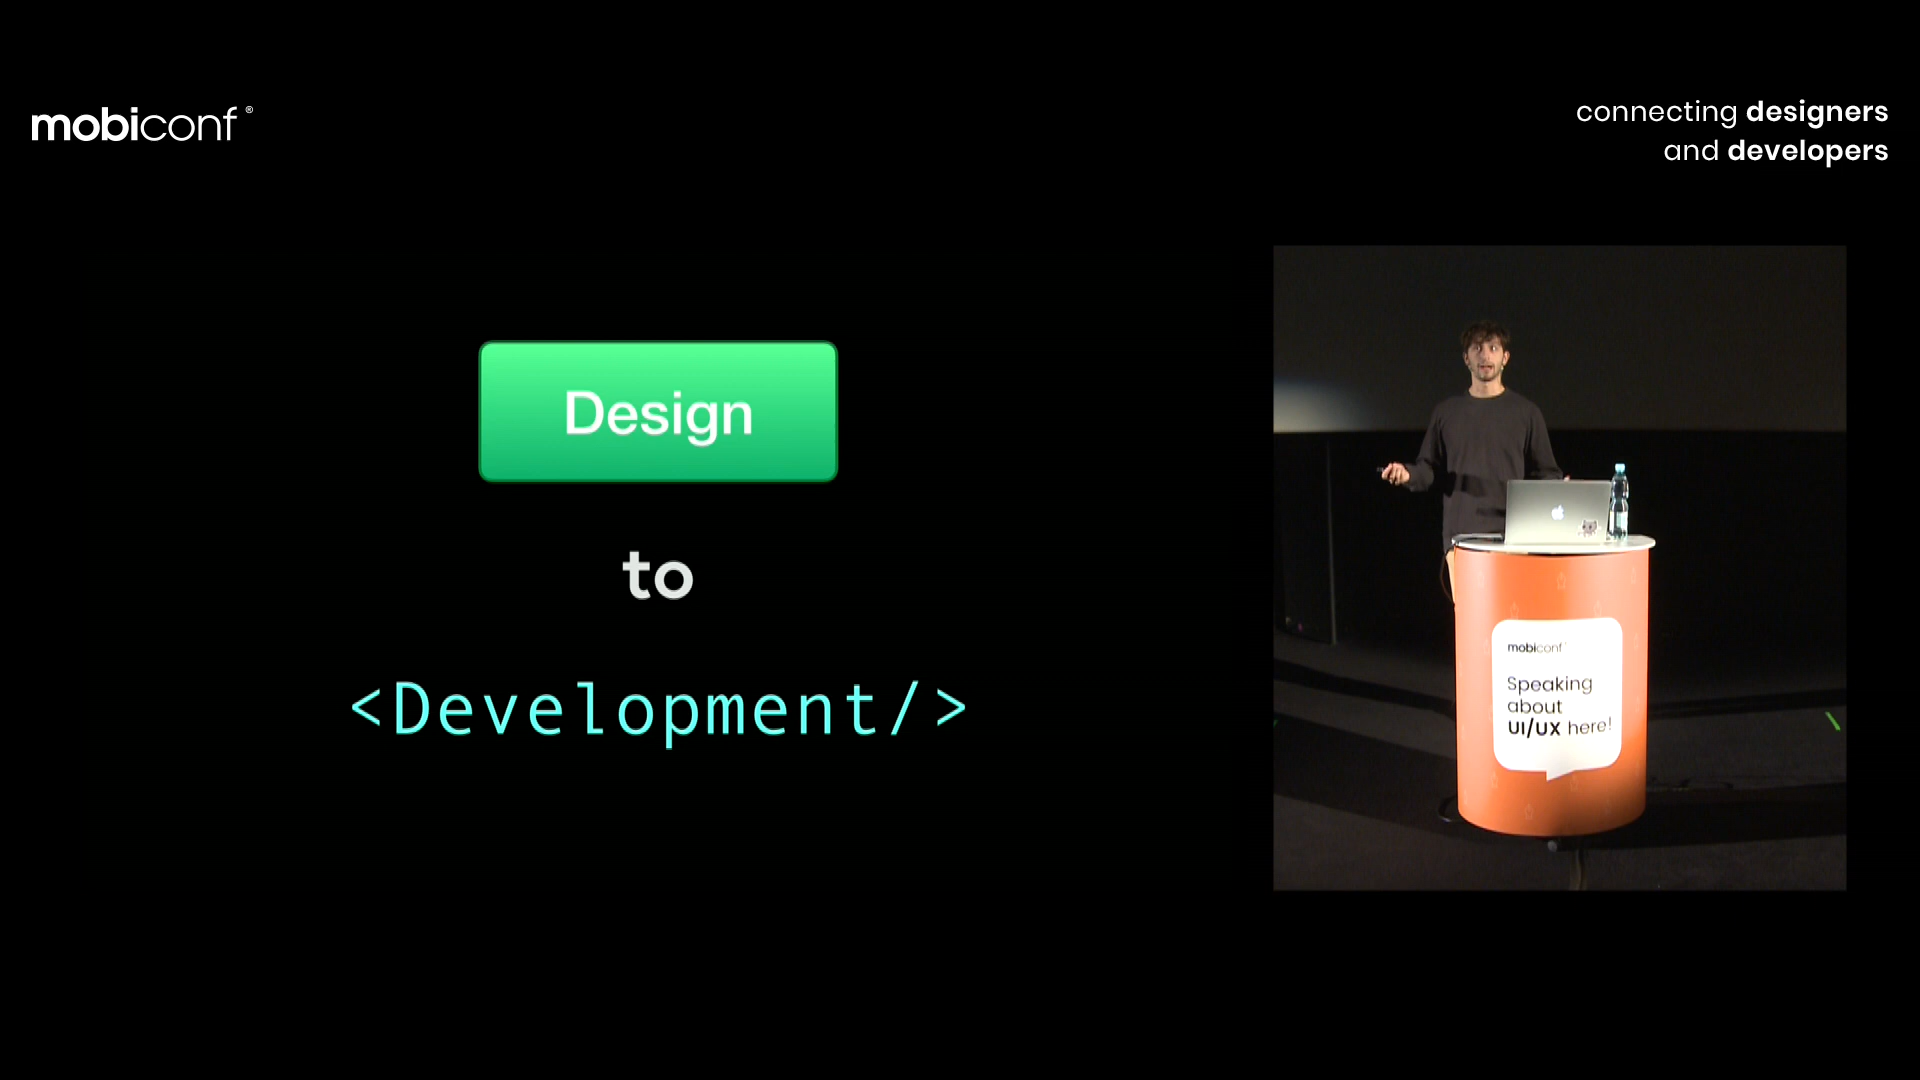 mobiconf®
connecting designers
and developers
Design
to
<Development/>
mobiconf
Speaking
about
UI/UX here!